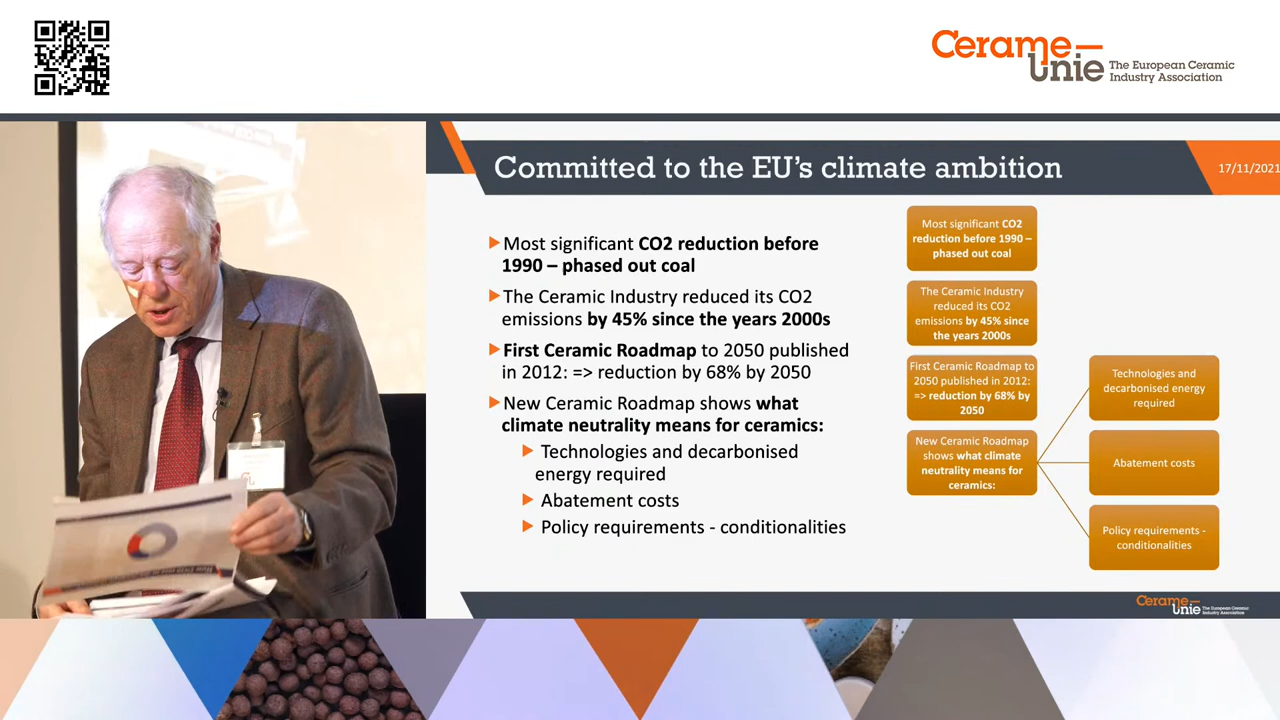 Cerame—
Unie The European Ceramic
Industry Association
Committed to the EU's climate ambition
17/11/2021
Most significant CO2 reduction before
1990 – phased out coal
The Ceramic Industry reduced its CO2
emissions by 45% since the years 2000s
First Ceramic Roadmap to 2050 published
in 2012: => reduction by 68% by 2050
New Ceramic Roadmap shows what
climate neutrality means for ceramics:
Technologies and decarbonised
energy required
Abatement costs
Policy requirements - conditionalities
Most significant CO2
reduction before 1990 –
phased out coal
The Ceramic Industry
reduced its CO2
emissions by 45% since
the years 2000s
First Ceramic Roadmap to
2050 published in 2012:
=> reduction by 68% by
2050
New Ceramic Roadmap
shows what climate
neutrality means for
ceramics:
Technologies and
decarbonised energy
required
Abatement costs
Policy requirements -
conditionalities
Cerame—
Unie The European Ceramic
Industry Association